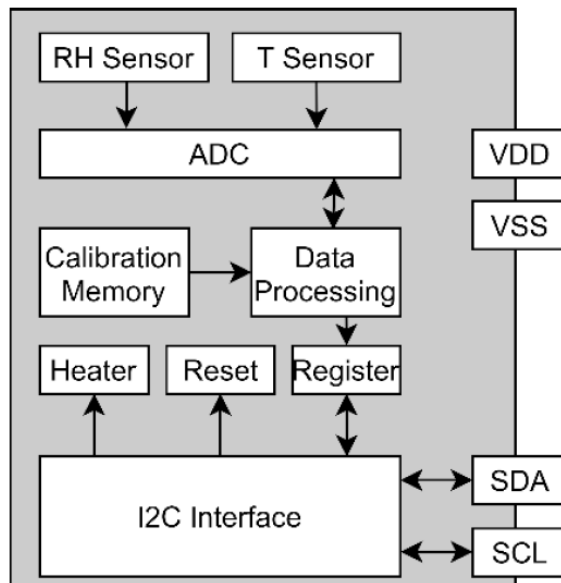 RH Sensor
T Sensor
ADC
VDD
VSS
Calibration
Memory
Data
Processing
Heater
Reset
Register
I2C Interface
SDA
SCL